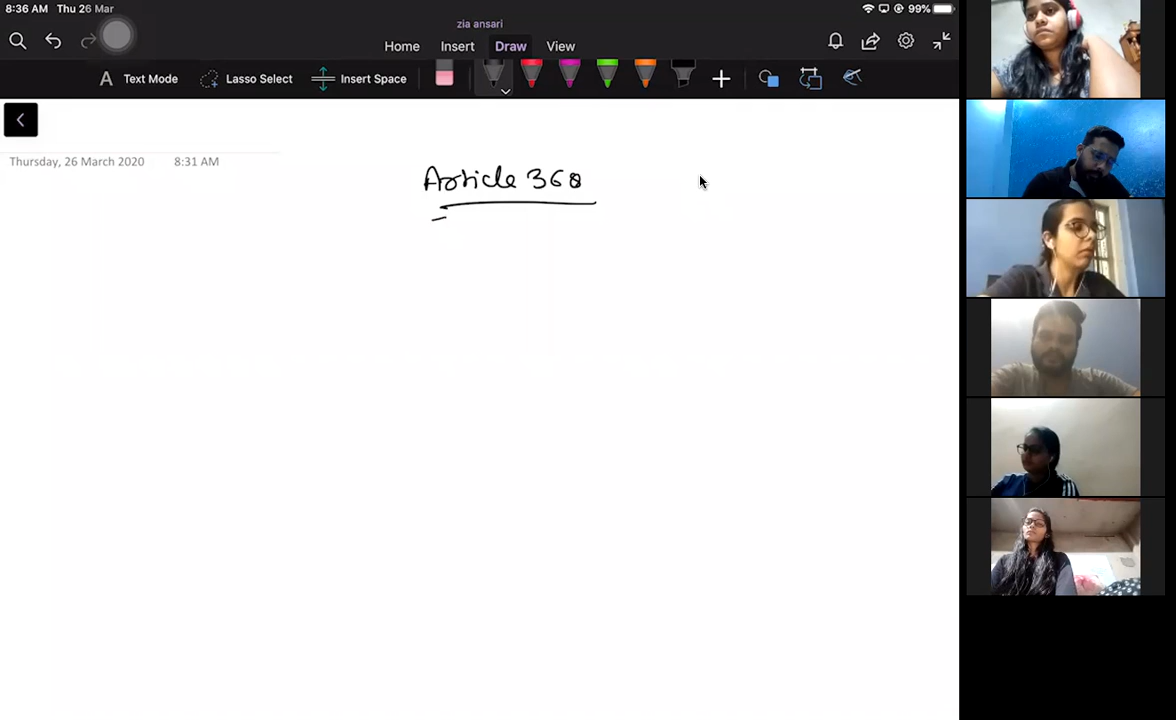 8:36 AM Thu 26 Mar 99%
zia ansari
Home Insert Draw View
A Text Mode Lasso Select Insert Space
Thursday, 26 March 2020 8:31 AM
Article 368